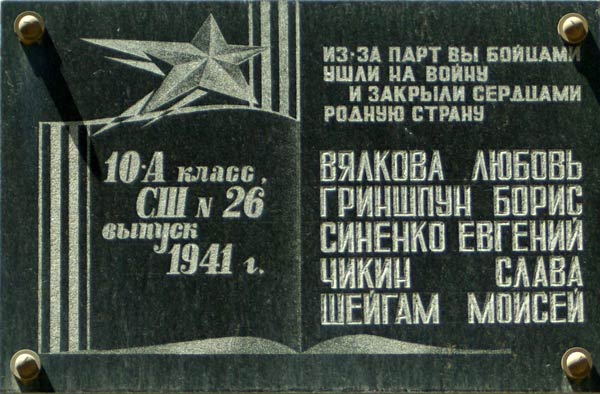 ИЗ-ЗА ПАРТ ВЫ БОЙЦАМИ
УШЛИ НА ВОЙНУ
И ЗАКРЫЛИ СЕРДЦАМИ
РОДНУЮ СТРАНУ
10-А класс,
СШ N 26
выпуск
1941 г.
ВЯЛКОВА ЛЮБОВЬ
ГРИНШПУН БОРИС
СИНЕНКО ЕВГЕНИЙ
ЧИКИН СЛАВА
ШЕЙГАМ МОИСЕЙ